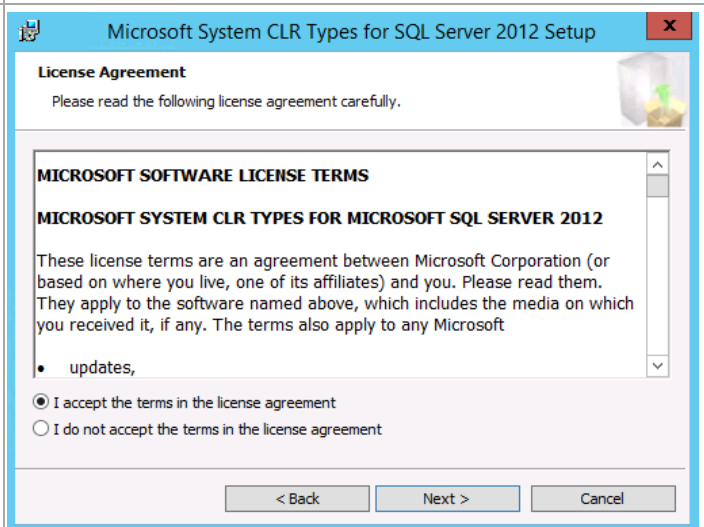 Microsoft System CLR Types for SQL Server 2012 Setup
x
License Agreement
Please read the following license agreement carefully.
MICROSOFT SOFTWARE LICENSE TERMS
MICROSOFT SYSTEM CLR TYPES FOR MICROSOFT SQL SERVER 2012
These license terms are an agreement between Microsoft Corporation (or
based on where you live, one of its affiliates) and you. Please read them.
They apply to the software named above, which includes the media on which
you received it, if any. The terms also apply to any Microsoft
• updates,
I accept the terms in the license agreement
I do not accept the terms in the license agreement
< Back Next > Cancel